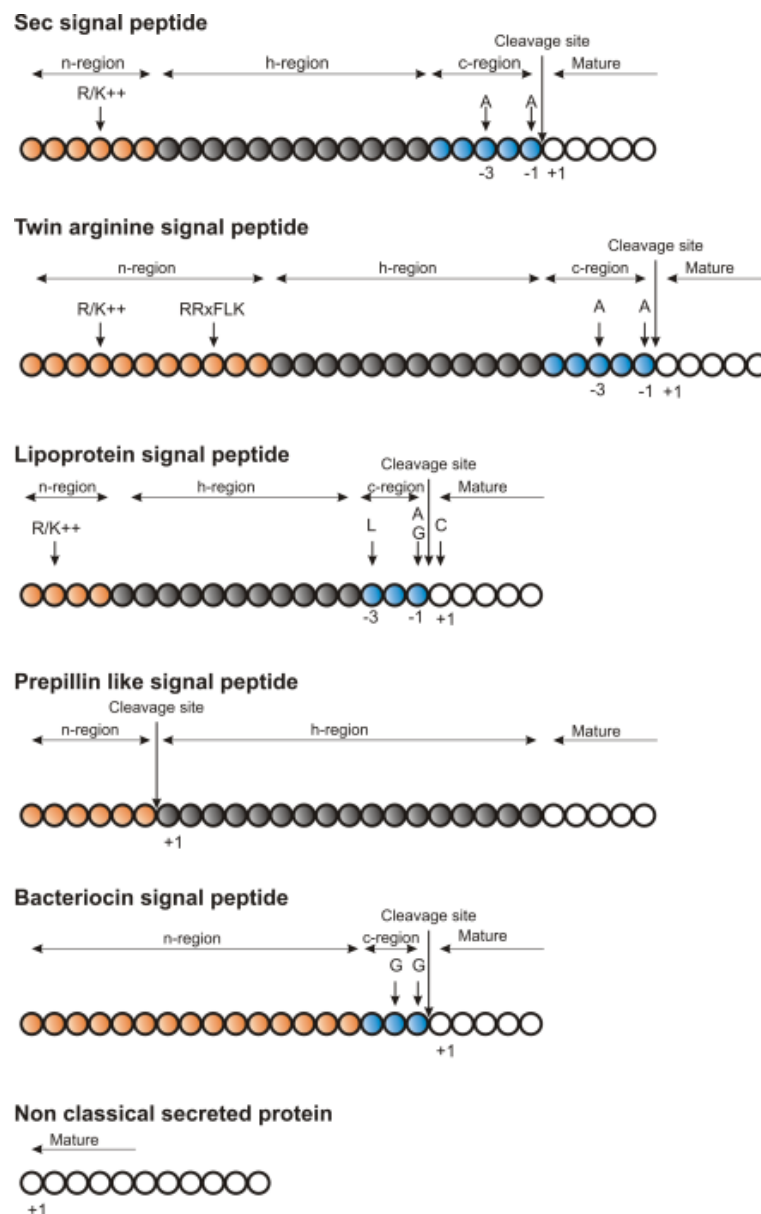 Sec signal peptide
Cleavage site
n-region h-region c-region Mature
R/K++ A A
-3 -1 +1
Twin arginine signal peptide
Cleavage site
n-region h-region c-region Mature
R/K++ RRxFLK A A
-3 -1 +1
Lipoprotein signal peptide
Cleavage site
n-region h-region c-region Mature
R/K++ L A G C
-3 -1 +1
Prepillin like signal peptide
Cleavage site
n-region h-region Mature
+1
Bacteriocin signal peptide
Cleavage site
n-region c-region Mature
G G
+1
Non classical secreted protein
Mature
+1